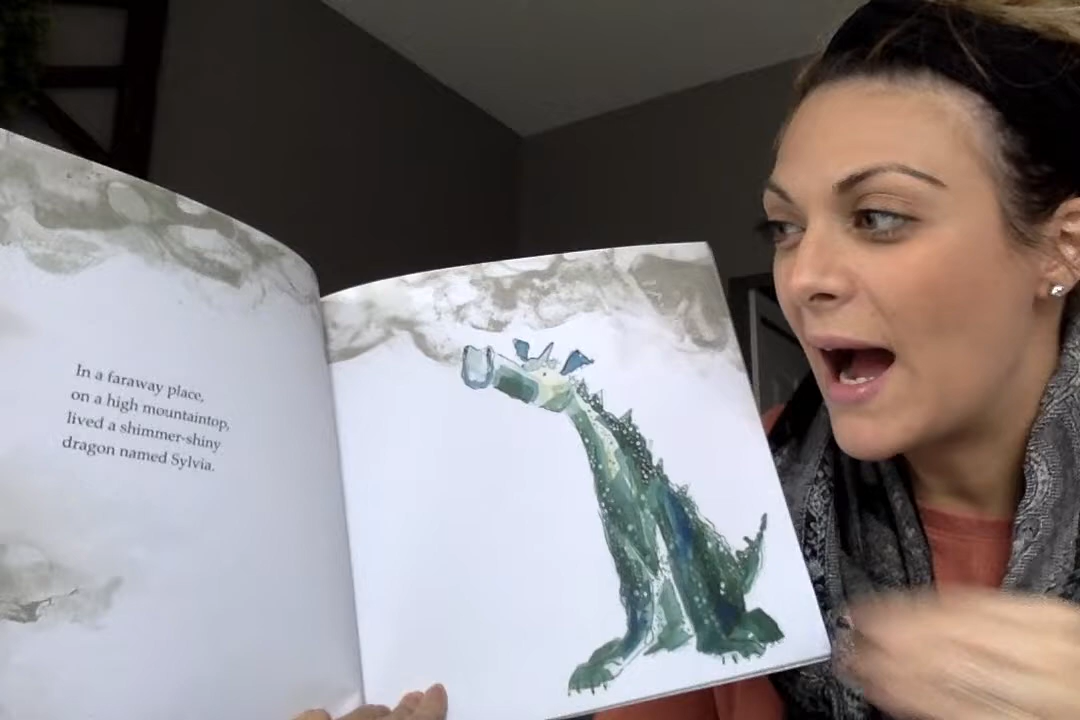 In a faraway place,
on a high mountaintop,
lived a shimmer-shiny
dragon named Sylvia.